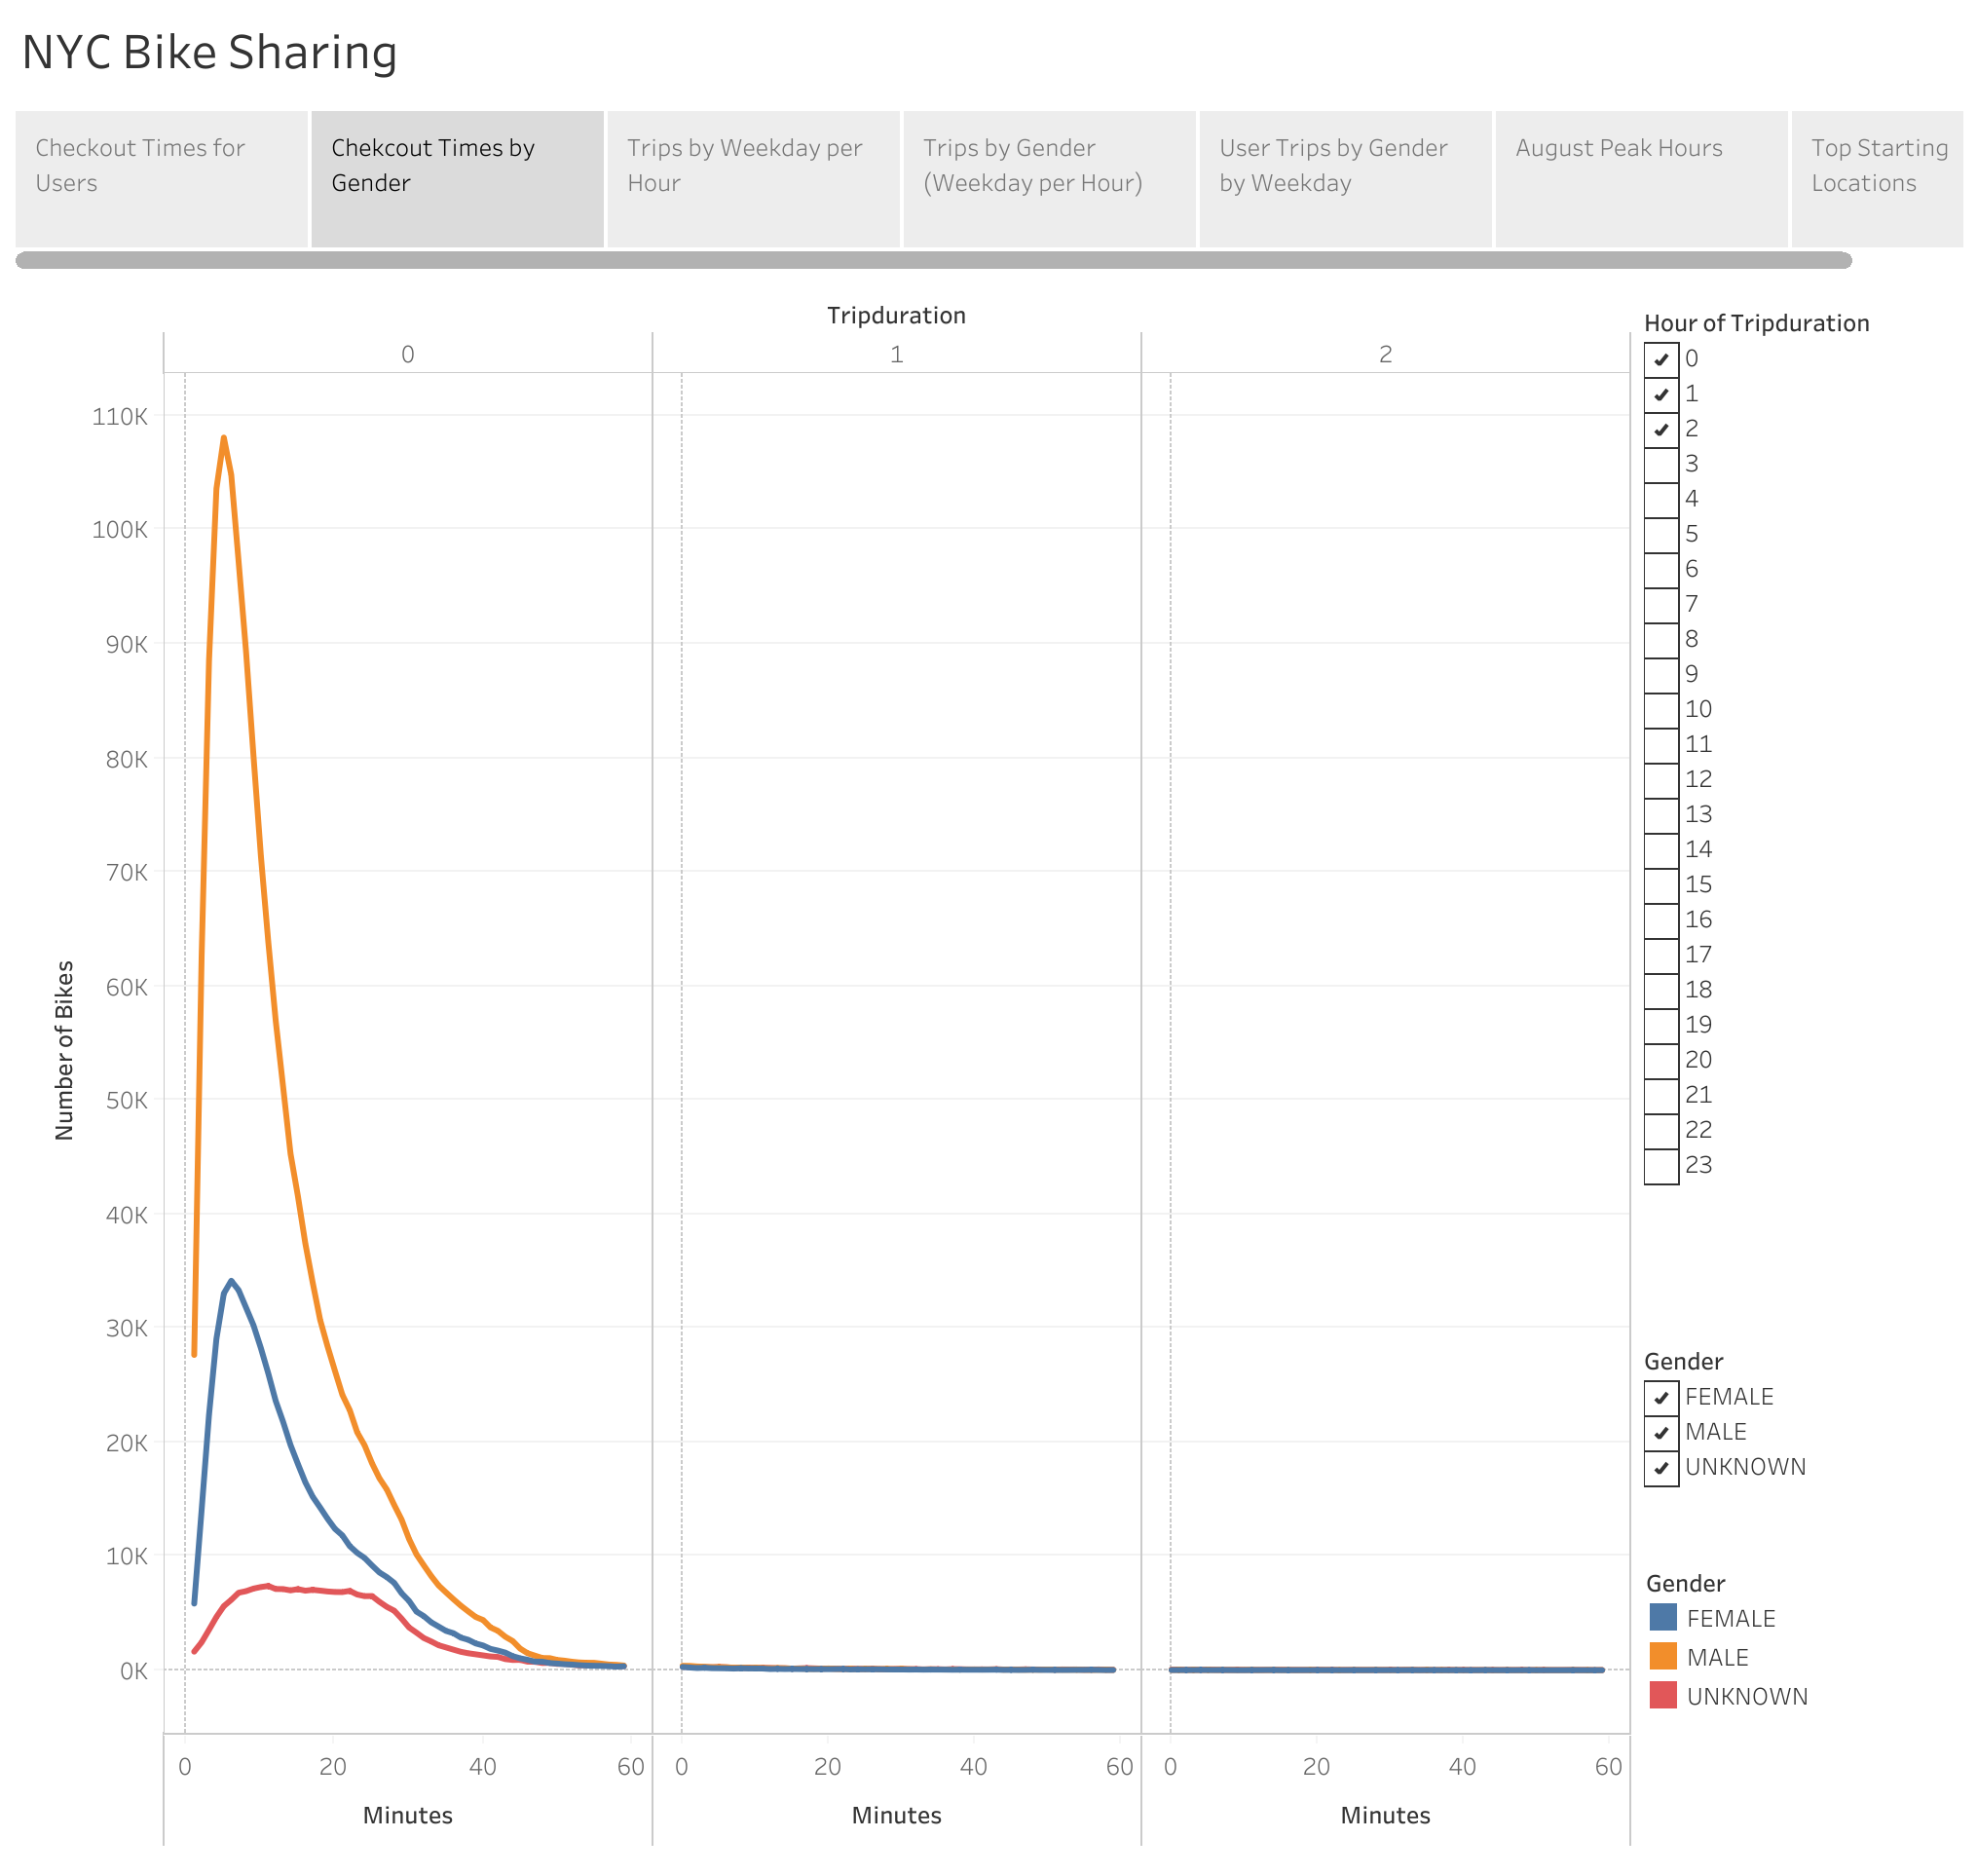 NYC Bike Sharing
Checkout Times for
Users
Chekcout Times by
Gender
Trips by Weekday per
Hour
Trips by Gender
(Weekday per Hour)
User Trips by Gender
by Weekday
August Peak Hours
Top Starting
Locations
Tripduration
0
1
2
110K
100K
90K
80K
70K
60K
50K
40K
30K
20K
10K
0K
Number of Bikes
0 20 40 60
0 20 40 60
0 20 40 60
Minutes
Minutes
Minutes
Hour of Tripduration
0
1
2
3
4
5
6
7
8
9
10
11
12
13
14
15
16
17
18
19
20
21
22
23
Gender
FEMALE
MALE
UNKNOWN
Gender
FEMALE
MALE
UNKNOWN